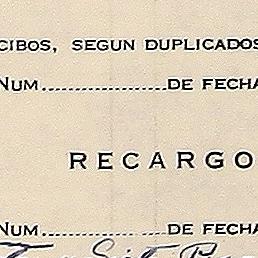 CIBOS, SEGUN DUPLICADOS
NUM.................DE FECHA
RECARGO
NUM............ ... DE FECHA